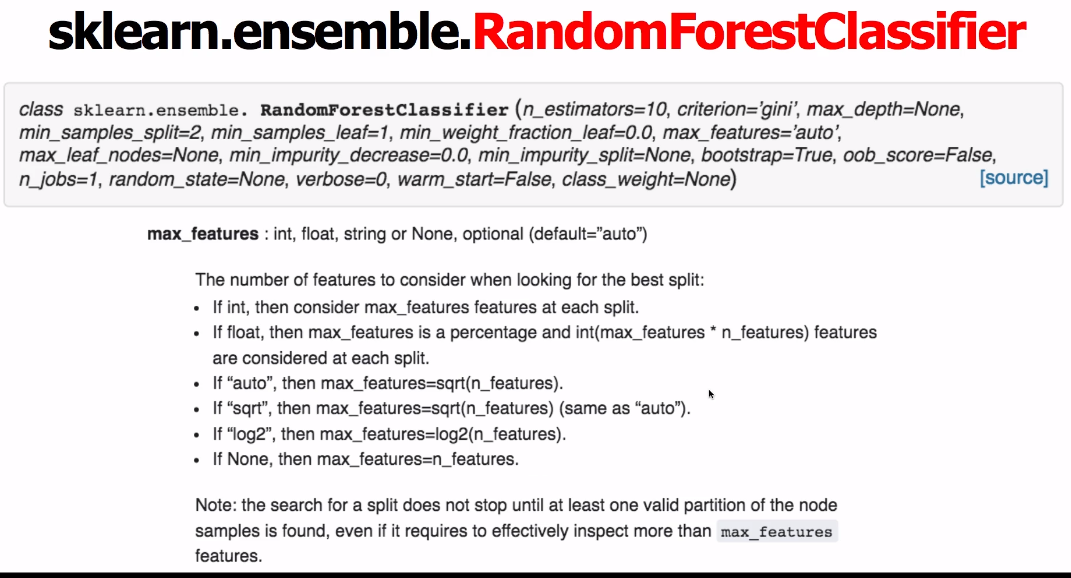 sklearn.ensemble.RandomForestClassifier
class sklearn.ensemble. RandomForestClassifier (n_estimators=10, criterion='gini', max_depth=None,
min_samples_split=2, min_samples_leaf=1, min_weight_fraction_leaf=0.0, max_features='auto',
max_leaf_nodes=None, min_impurity_decrease=0.0, min_impurity_split=None, bootstrap=True, oob_score=False,
n_jobs=1, random_state=None, verbose=0, warm_start=False, class_weight=None) [source]
max_features : int, float, string or None, optional (default=”auto”)
The number of features to consider when looking for the best split:
• If int, then consider max_features features at each split.
• If float, then max_features is a percentage and int(max_features * n_features) features
are considered at each split.
• If “auto”, then max_features=sqrt(n_features).
• If “sqrt”, then max_features=sqrt(n_features) (same as “auto”).
• If “log2”, then max_features=log2(n_features).
• If None, then max_features=n_features.
Note: the search for a split does not stop until at least one valid partition of the node
samples is found, even if it requires to effectively inspect more than max_features
features.